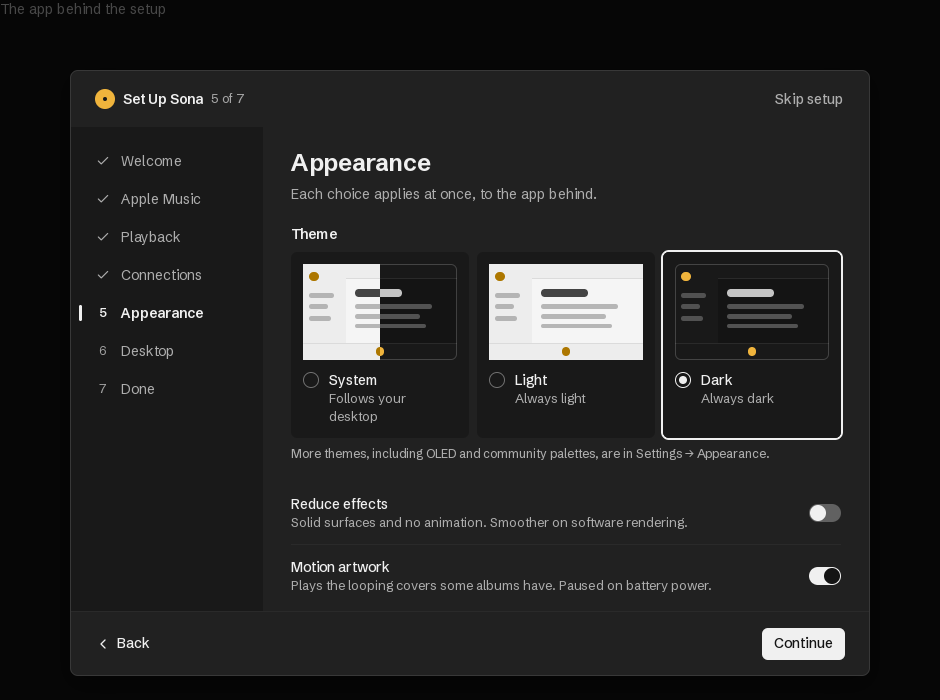 The app behind the setup
Set Up Sona 5 of 7
Skip setup
Welcome
Apple Music
Playback
Connections
5 Appearance
6 Desktop
7 Done
Appearance
Each choice applies at once, to the app behind.
Theme
System
Follows your
desktop
Light
Always light
Dark
Always dark
More themes, including OLED and community palettes, are in Settings → Appearance.
Reduce effects
Solid surfaces and no animation. Smoother on software rendering.
Motion artwork
Plays the looping covers some albums have. Paused on battery power.
Back
Continue